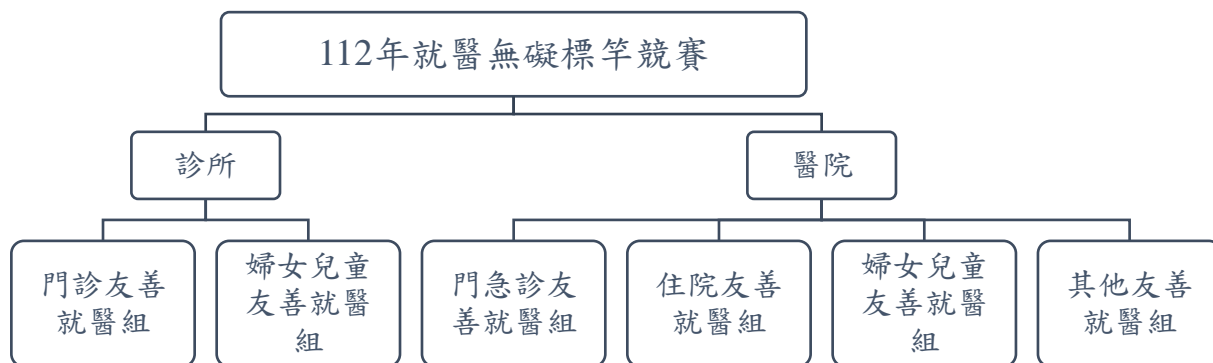 112年就醫無礙標竿競賽
診所
醫院
門診友善
就醫組
婦女兒童
友善就醫
組
門急診友
善就醫組
住院友善
就醫組
婦女兒童
友善就醫
組
其他友善
就醫組